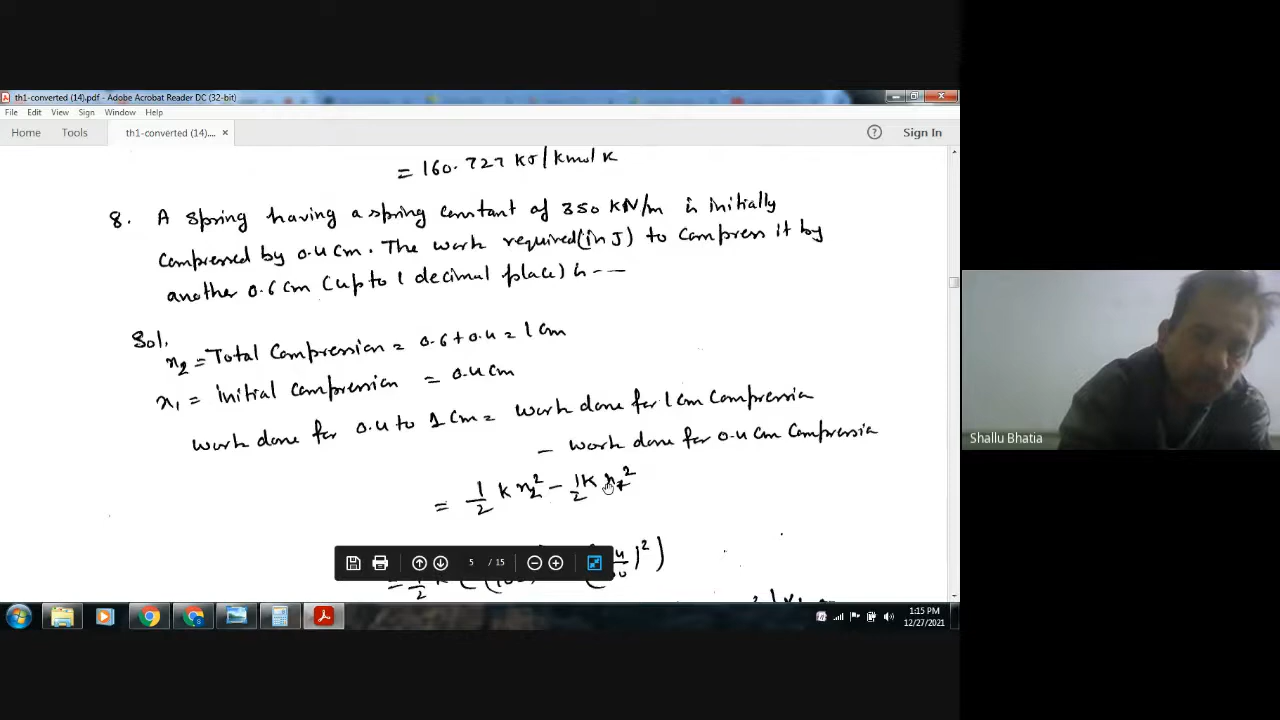 th1-converted (14).pdf - Adobe Acrobat Reader DC (32-bit)
File Edit View Sign Window Help
Home Tools th1-converted (14).... × Sign In
= 160.727 KJ/Kmol K
8. A spring having a spring constant of 350 KN/m is initially
compressed by 0.4 cm. The work required (in J) to compress it by
another 0.6 cm (up to 1 decimal place) is ---
Sol.
x2 = Total compression = 0.6 + 0.4 = 1 cm
x1 = initial compression = 0.4 cm
work done for 0.4 to 1 cm = work done for 1 cm compression
- work done for 0.4 cm compression
= 1/2 k x2² - 1/2 k x1²
5 / 15
Shallu Bhatia
1:15 PM
12/27/2021